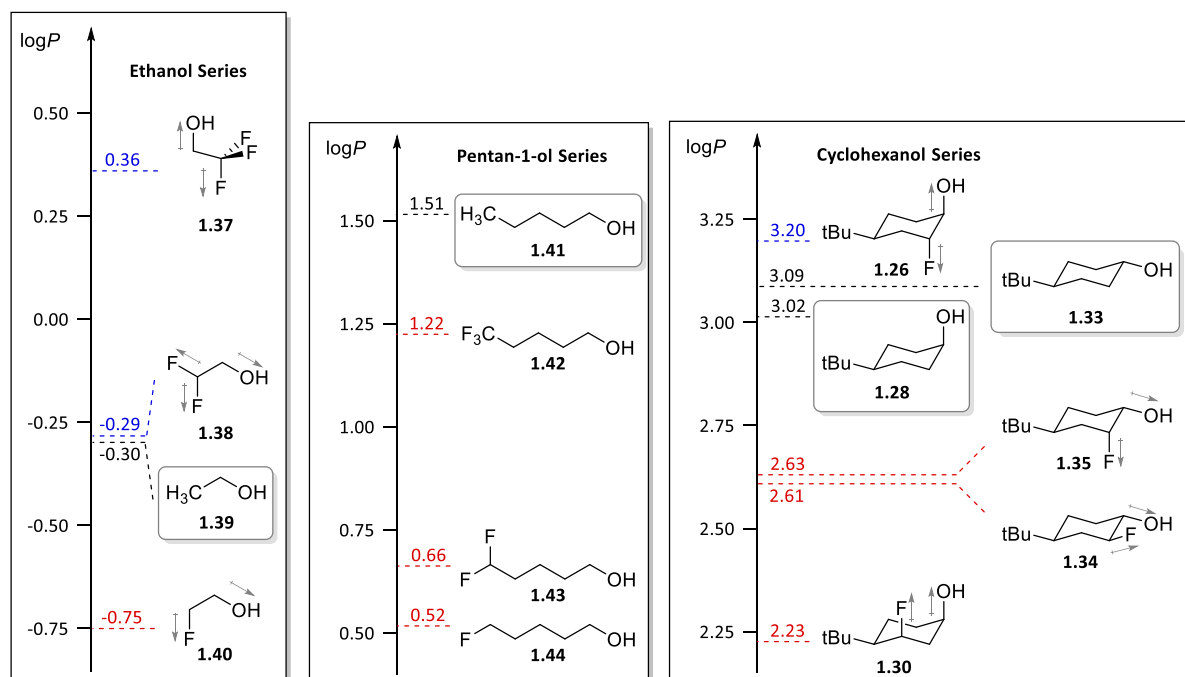 logP
Ethanol Series
0.50
0.25
0.00
-0.25
-0.50
-0.75
0.36
OH
F
F
F
1.37
F
OH
F
1.38
-0.29
-0.30
H3C
OH
1.39
-0.75
OH
F
1.40
logP
Pentan-1-ol Series
1.50
1.25
1.00
0.75
0.50
1.51
H3C
OH
1.41
1.22
F3C
OH
1.42
0.66
F
F
OH
1.43
0.52
F
OH
1.44
logP
Cyclohexanol Series
3.25
3.00
2.75
2.50
2.25
3.20
OH
tBu
F
1.26
3.09
tBu
OH
1.33
3.02
OH
tBu
1.28
2.63
OH
tBu
F
1.35
2.61
OH
tBu
F
1.34
2.23
F
OH
tBu
1.30